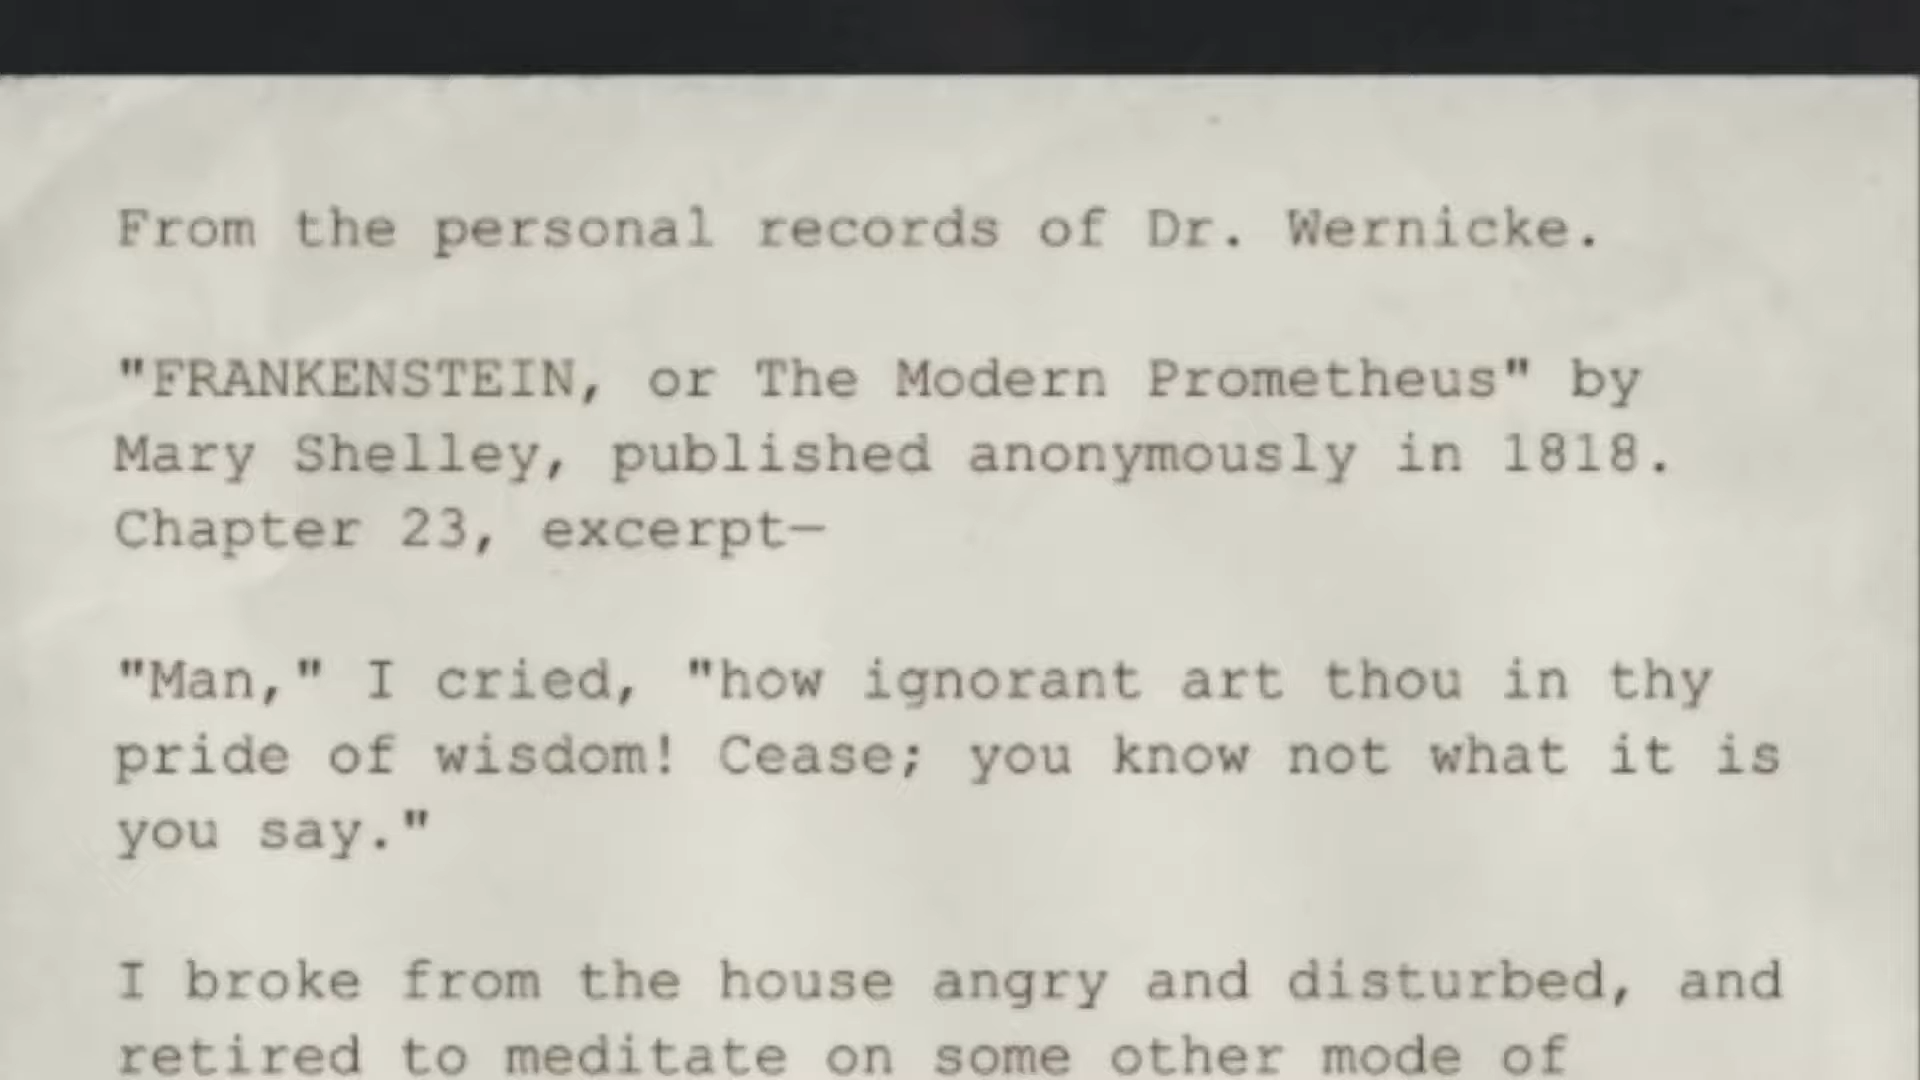 From the personal records of Dr. Wernicke.
"FRANKENSTEIN, or The Modern Prometheus" by
Mary Shelley, published anonymously in 1818.
Chapter 23, excerpt—
"Man," I cried, "how ignorant art thou in thy
pride of wisdom! Cease; you know not what it is
you say."
I broke from the house angry and disturbed, and
retired to meditate on some other mode of